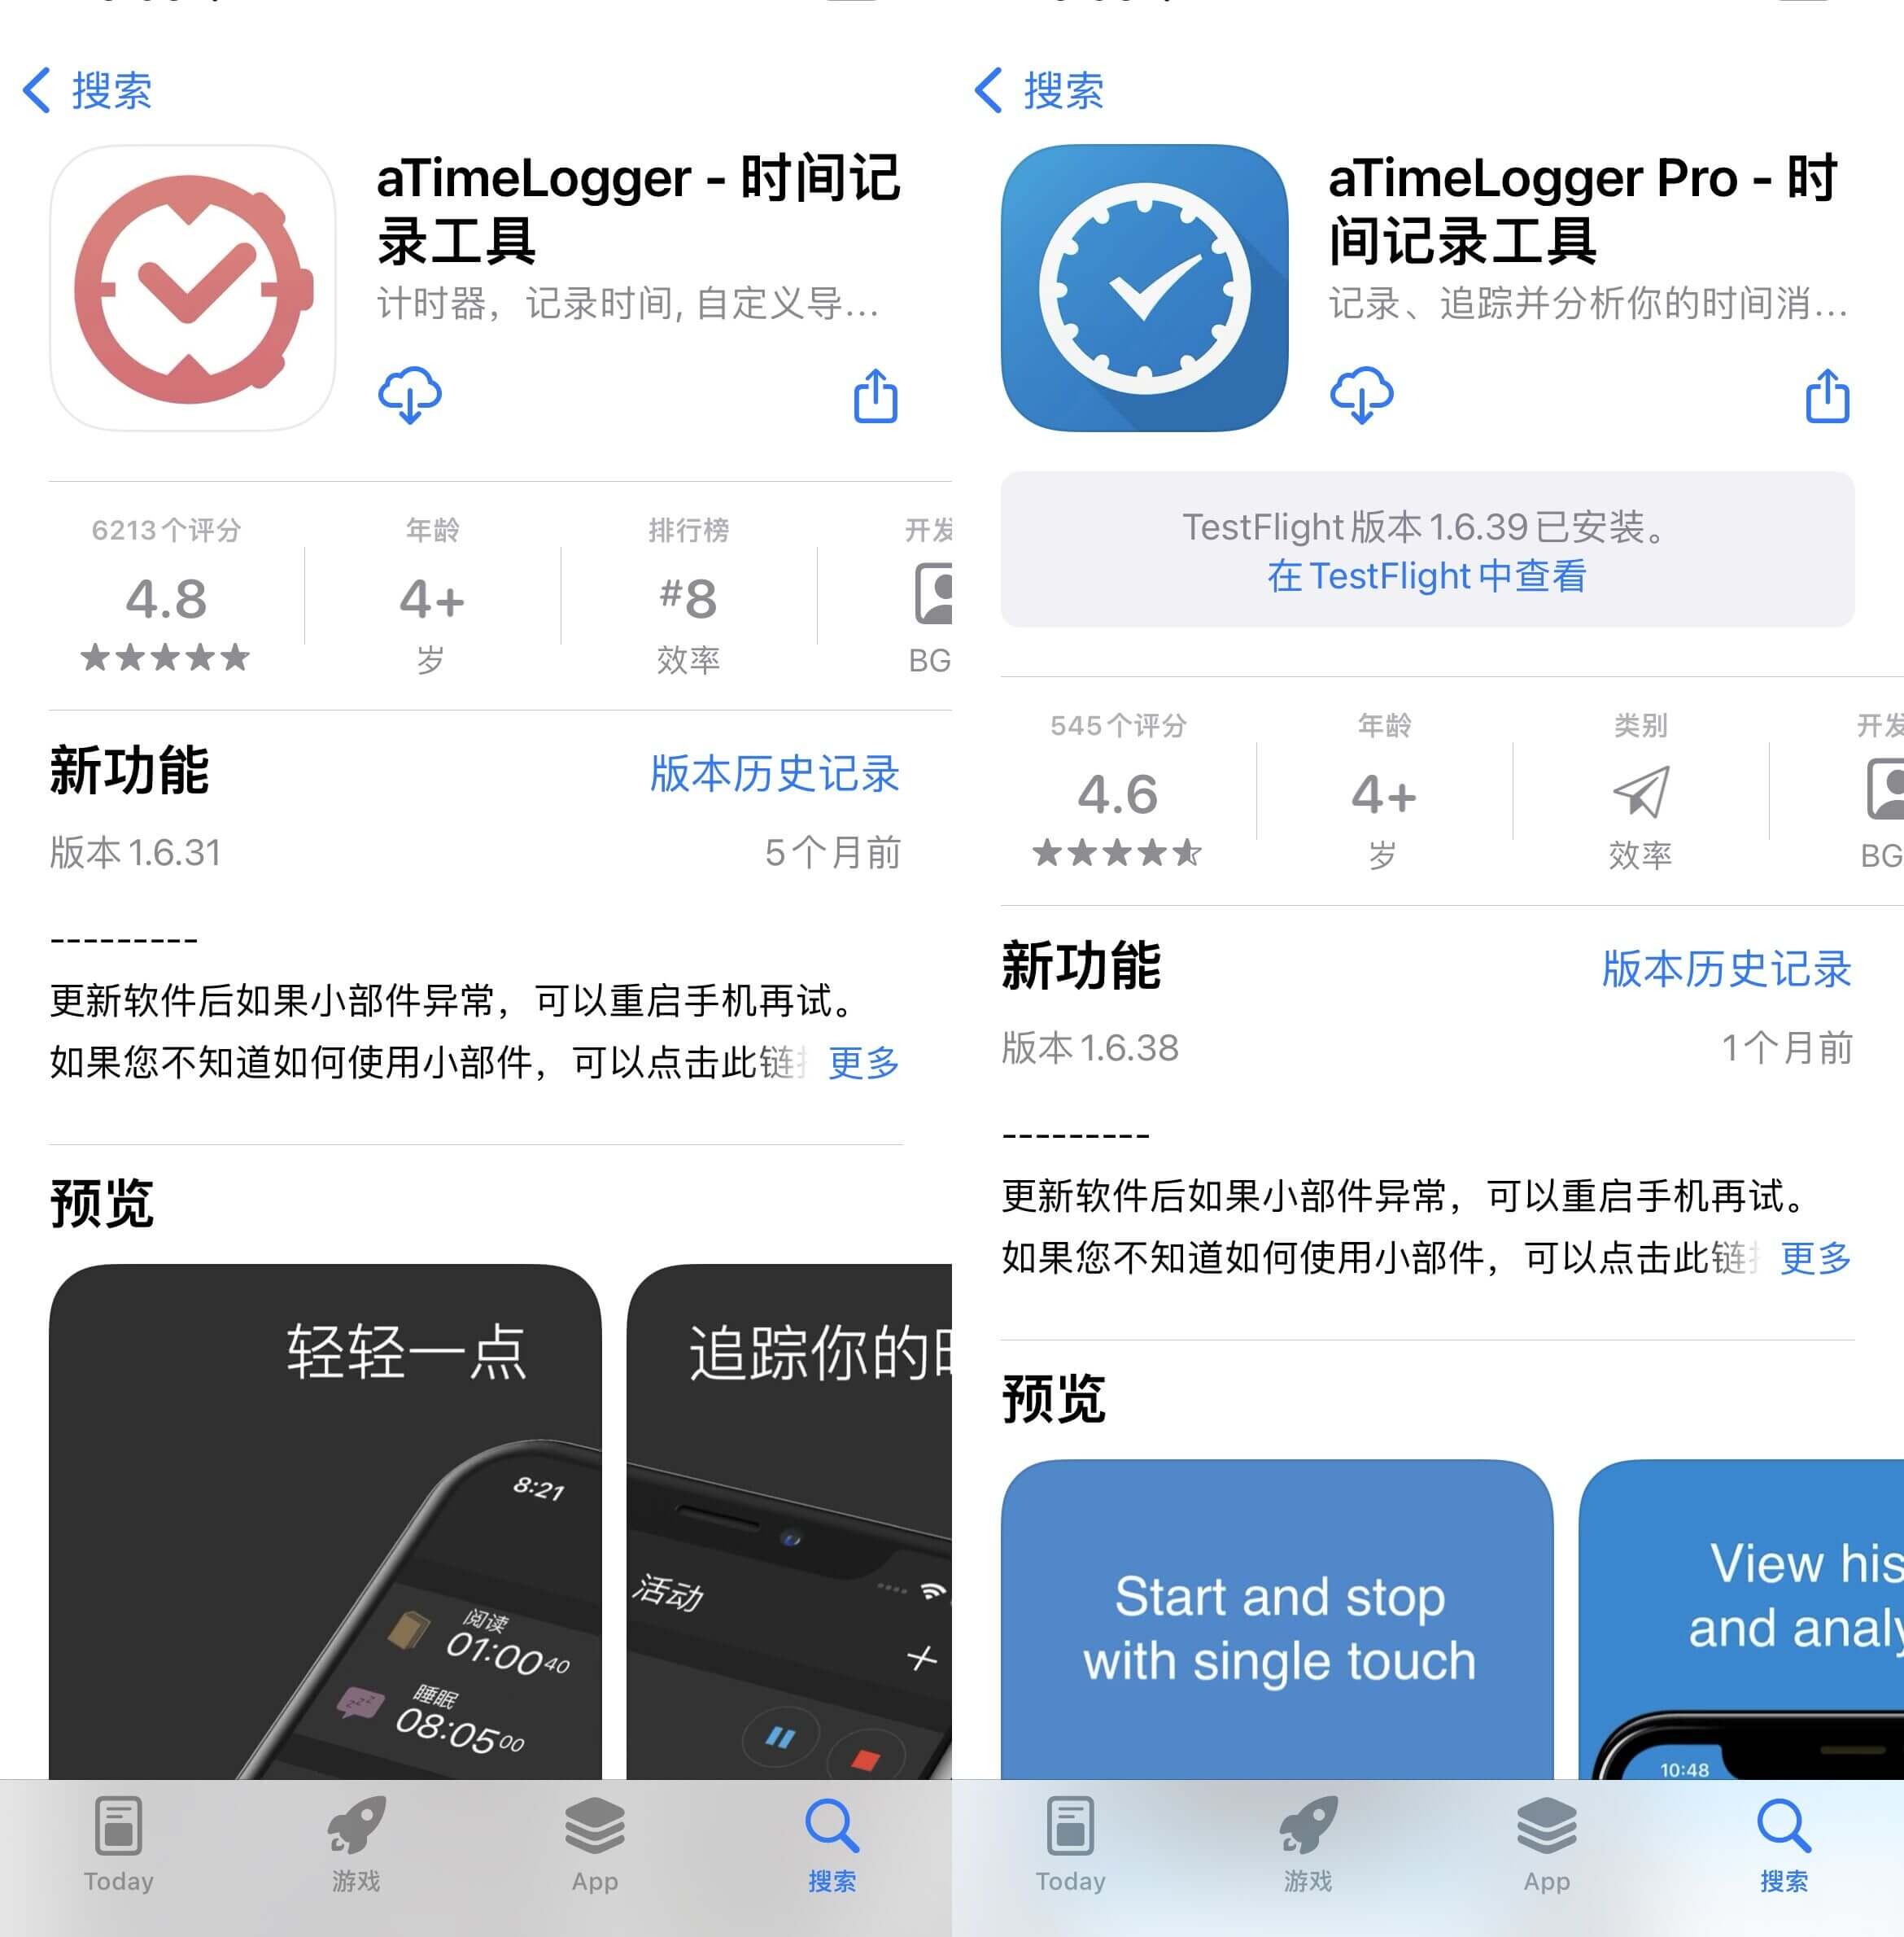 搜索
aTimeLogger - 时间记
录工具
计时器，记录时间, 自定义导...
6213个评分
4.8
年龄
4+
岁
排行榜
#8
效率
开发
BG
新功能
版本历史记录
版本 1.6.31
5个月前
---------
更新软件后如果小部件异常，可以重启手机再试。
如果您不知道如何使用小部件，可以点击此链
更多
预览
轻轻一点
8:21
阅读
01:00 40
睡眠
08:05 00
追踪你的
活动
Today
游戏
App
搜索
搜索
aTimeLogger Pro - 时
间记录工具
记录、追踪并分析你的时间消...
TestFlight 版本 1.6.39 已安装。
在 TestFlight 中查看
545个评分
4.6
年龄
4+
岁
类别
效率
开发
BG
新功能
版本历史记录
版本 1.6.38
1个月前
---------
更新软件后如果小部件异常，可以重启手机再试。
如果您不知道如何使用小部件，可以点击此链
更多
预览
Start and stop
with single touch
View his
and analy
10:48
Today
游戏
App
搜索